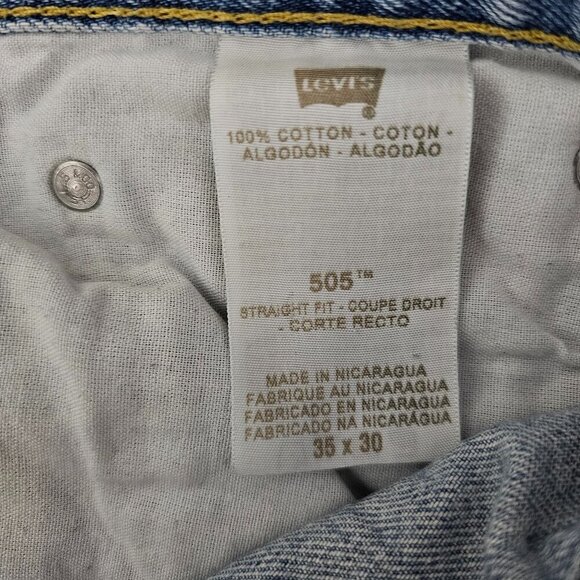 LEVI'S
®
100% COTTON - COTON -
ALGODÓN - ALGODÃO
505™
STRAIGHT FIT - COUPE DROIT
- CORTE RECTO
MADE IN NICARAGUA
FABRIQUE AU NICARAGUA
FABRICADO EN NICARAGUA
FABRICADO NA NICARÁGUA
35 x 30